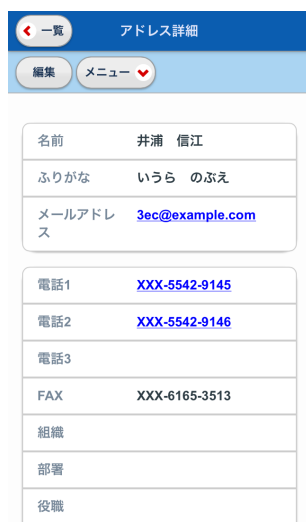 一覧 アドレス詳細
編集 メニュー
名前 井浦　信江
ふりがな いうら　のぶえ
メールアドレ 3ec@example.com
ス
電話1 XXX-5542-9145
電話2 XXX-5542-9146
電話3
FAX XXX-6165-3513
組織
部署
役職